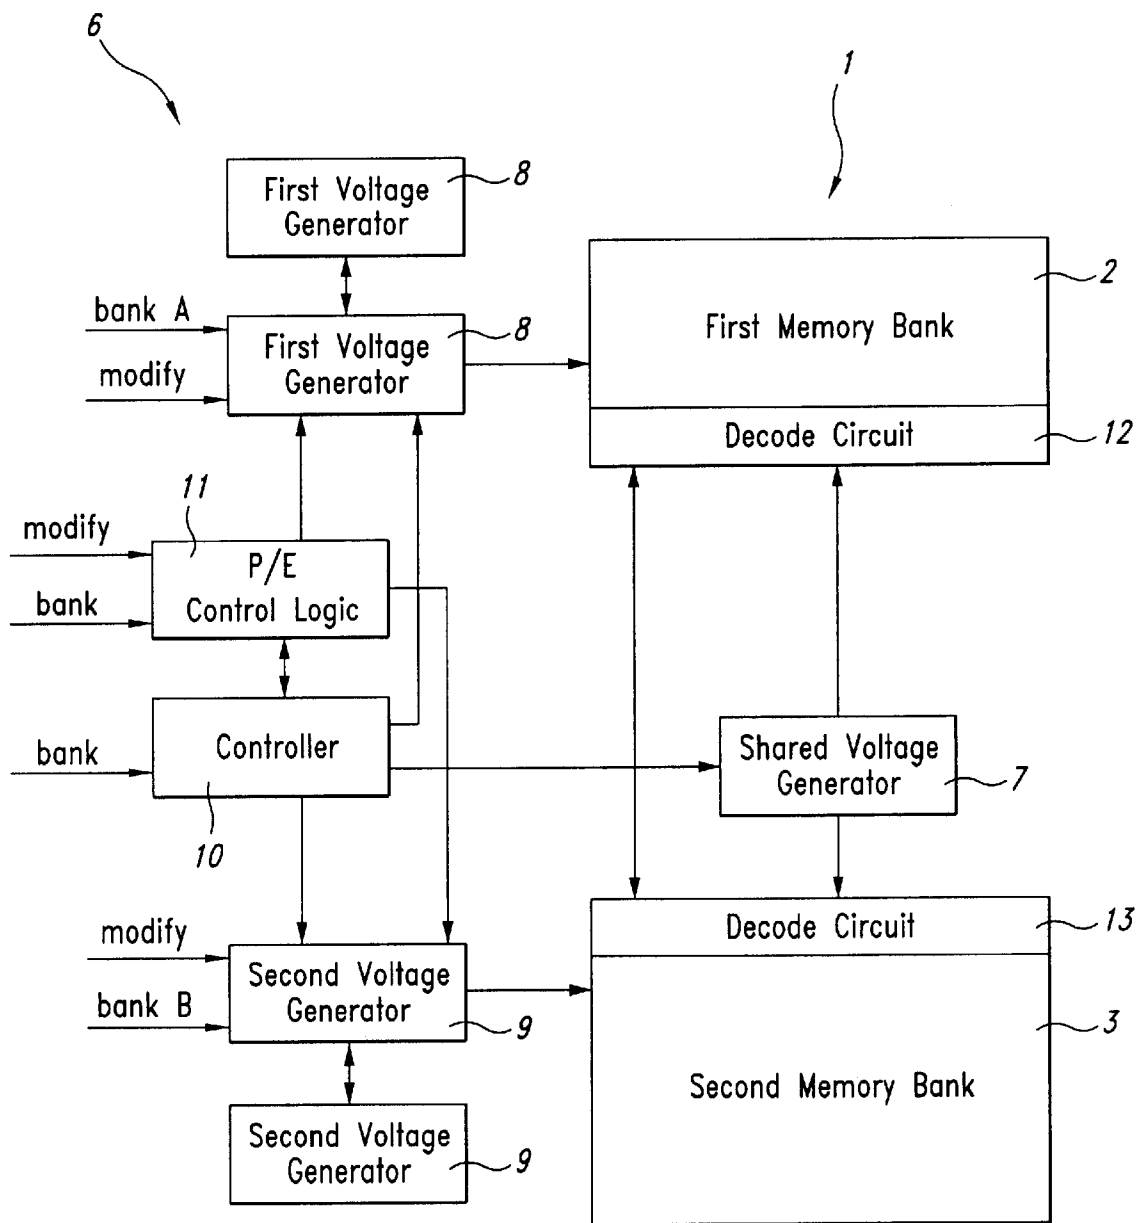 6
1
First Voltage
Generator
8
2
bank A
First Voltage
Generator
8
First Memory Bank
modify
Decode Circuit
12
11
modify
P/E
Control Logic
bank
Controller
bank
Shared Voltage
Generator
7
10
Decode Circuit
13
modify
Second Voltage
Generator
bank B
9
3
Second Memory Bank
Second Voltage
Generator
9